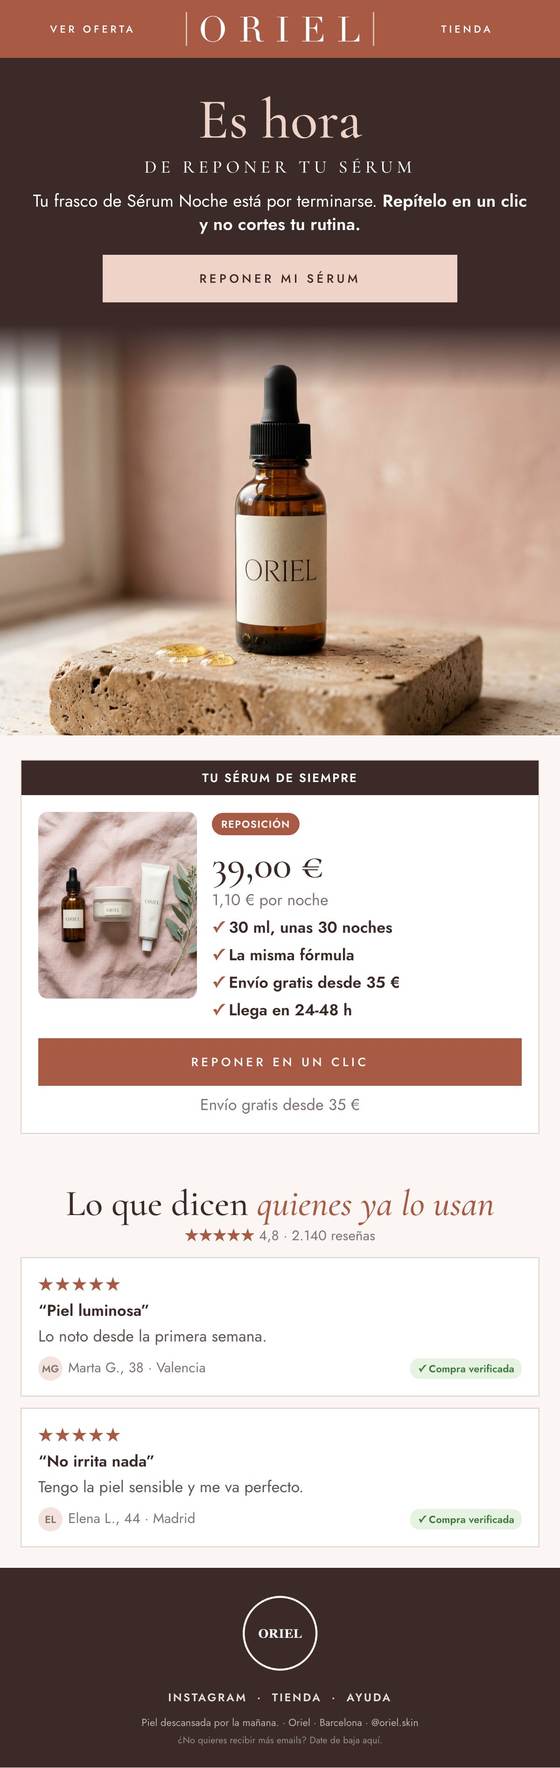 VER OFERTA
ORIEL
TIENDA
Es hora
DE REPONER TU SÉRUM
Tu frasco de Sérum Noche está por terminarse. Repítelo en un clic
y no cortes tu rutina.
REPONER MI SÉRUM
ORIEL
TU SÉRUM DE SIEMPRE
ORIEL
ORIEL
ORIEL
REPOSICIÓN
39,00 €
1,10 € por noche
✓ 30 ml, unas 30 noches
✓ La misma fórmula
✓ Envío gratis desde 35 €
✓ Llega en 24-48 h
REPONER EN UN CLIC
Envío gratis desde 35 €
Lo que dicen quienes ya lo usan
★★★★★ 4,8 · 2.140 reseñas
★★★★★
“Piel luminosa”
Lo noto desde la primera semana.
MG Marta G., 38 · Valencia
✓ Compra verificada
★★★★★
“No irrita nada”
Tengo la piel sensible y me va perfecto.
EL Elena L., 44 · Madrid
✓ Compra verificada
ORIEL
INSTAGRAM · TIENDA · AYUDA
Piel descansada por la mañana. · Oriel · Barcelona · @oriel.skin
¿No quieres recibir más emails? Date de baja aquí.